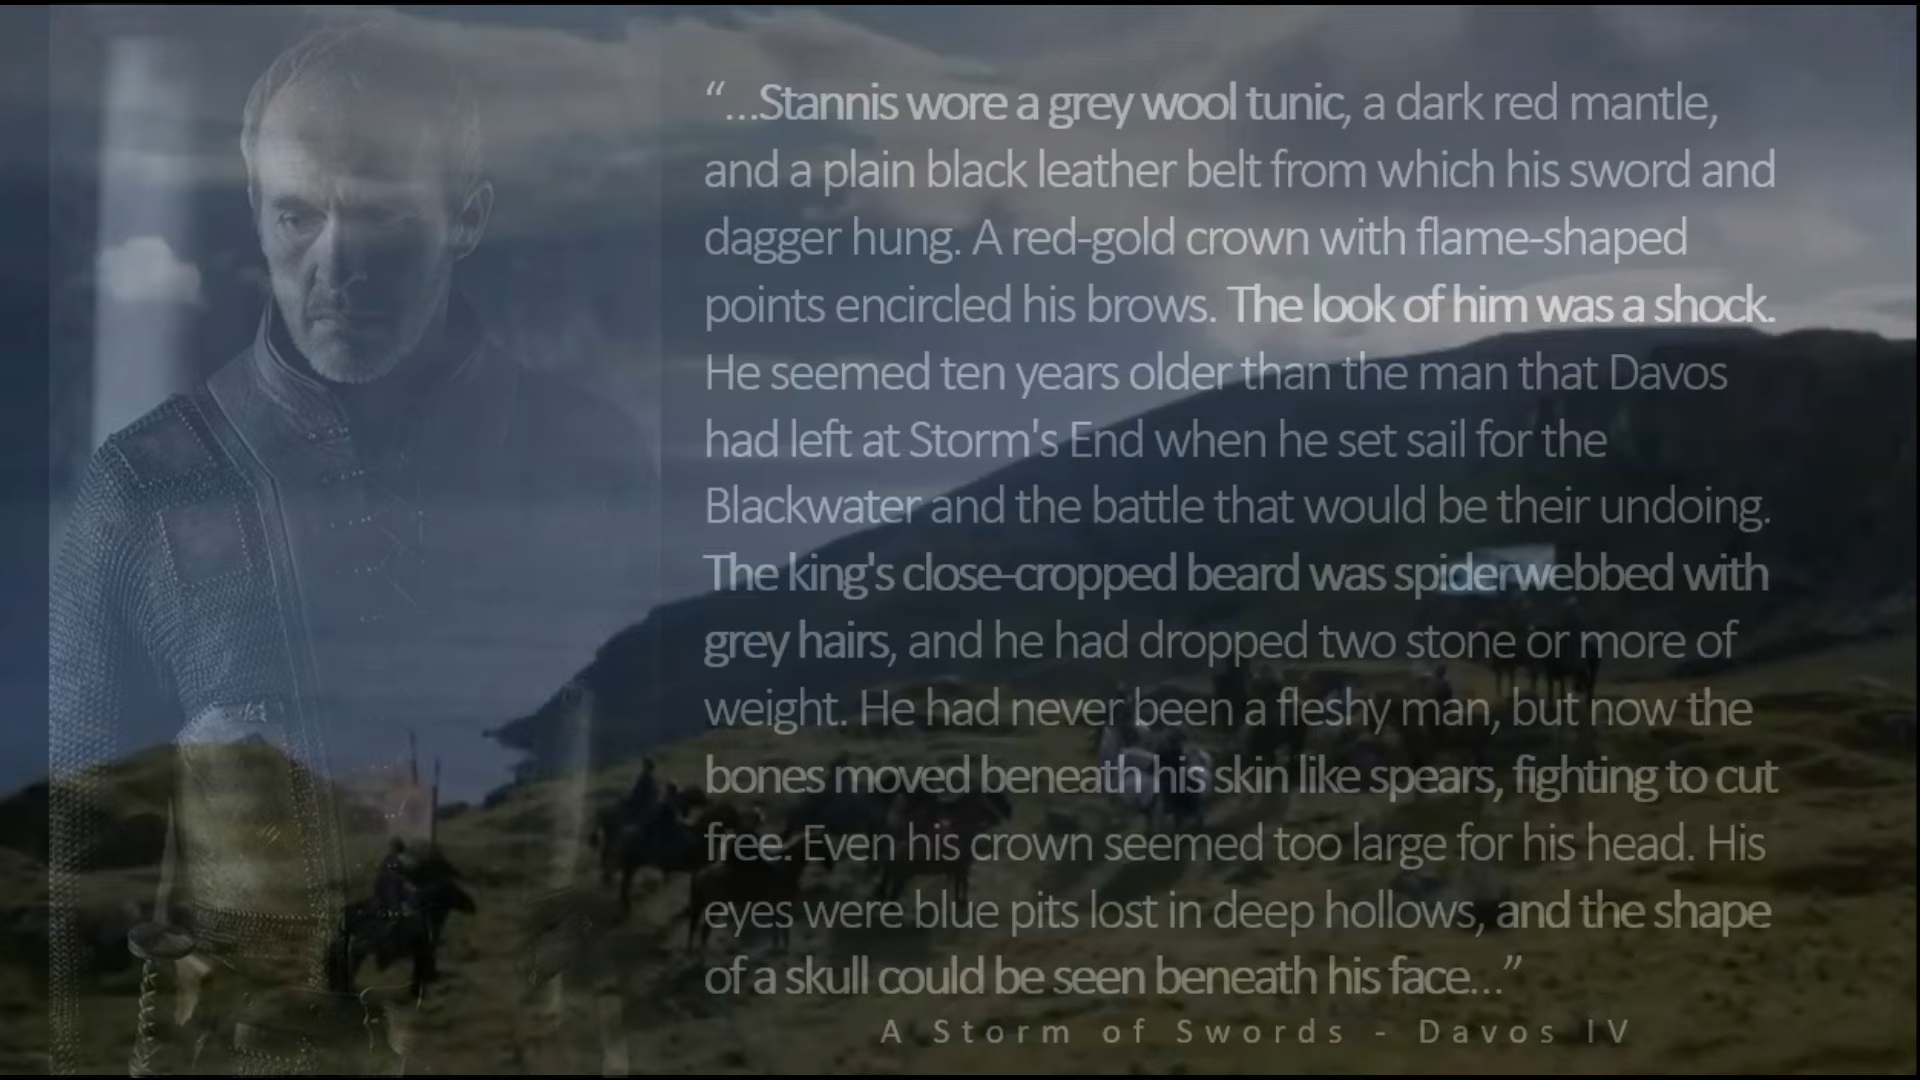 “...Stannis wore a grey wool tunic, a dark red mantle,
and a plain black leather belt from which his sword and
dagger hung. A red-gold crown with flame-shaped
points encircled his brows. The look of him was a shock.
He seemed ten years older than the man that Davos
had left at Storm's End when he set sail for the
Blackwater and the battle that would be their undoing.
The king's close-cropped beard was spiderwebbed with
grey hairs, and he had dropped two stone or more of
weight. He had never been a fleshy man, but now the
bones moved beneath his skin like spears, fighting to cut
free. Even his crown seemed too large for his head. His
eyes were blue pits lost in deep hollows, and the shape
of a skull could be seen beneath his face...”
A Storm of Swords - Davos IV